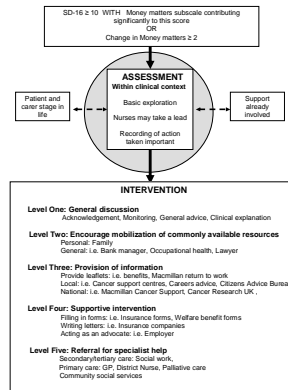 SD-16 ≥ 10 WITH Money matters subscale contributing
significantly to this score
OR
Change in Money matters ≥ 2
ASSESSMENT
Within clinical context
Basic exploration
Nurses may take a lead
Recording of action
taken important
Patient and
carer stage in
life
Support
already
involved
INTERVENTION
Level One: General discussion
Acknowledgement, Monitoring, General advice, Clinical explanation
Level Two: Encourage mobilization of commonly available resources
Personal: Family
General: i.e. Bank manager, Occupational health, Lawyer
Level Three: Provision of information
Provide leaflets: i.e. benefits, Macmillan return to work
Local: i.e. Cancer support centres, Careers advice, Citizens Advice Bureau
National: i.e. Macmillan Cancer Support, Cancer Research UK ,
Level Four: Supportive intervention
Filling in forms: i.e. Insurance forms, Welfare benefit forms
Writing letters: i.e. Insurance companies
Acting as an advocate: i.e. Employer
Level Five: Referral for specialist help
Secondary/tertiary care: Social work,
Primary care: GP, District Nurse, Palliative care
Community social services